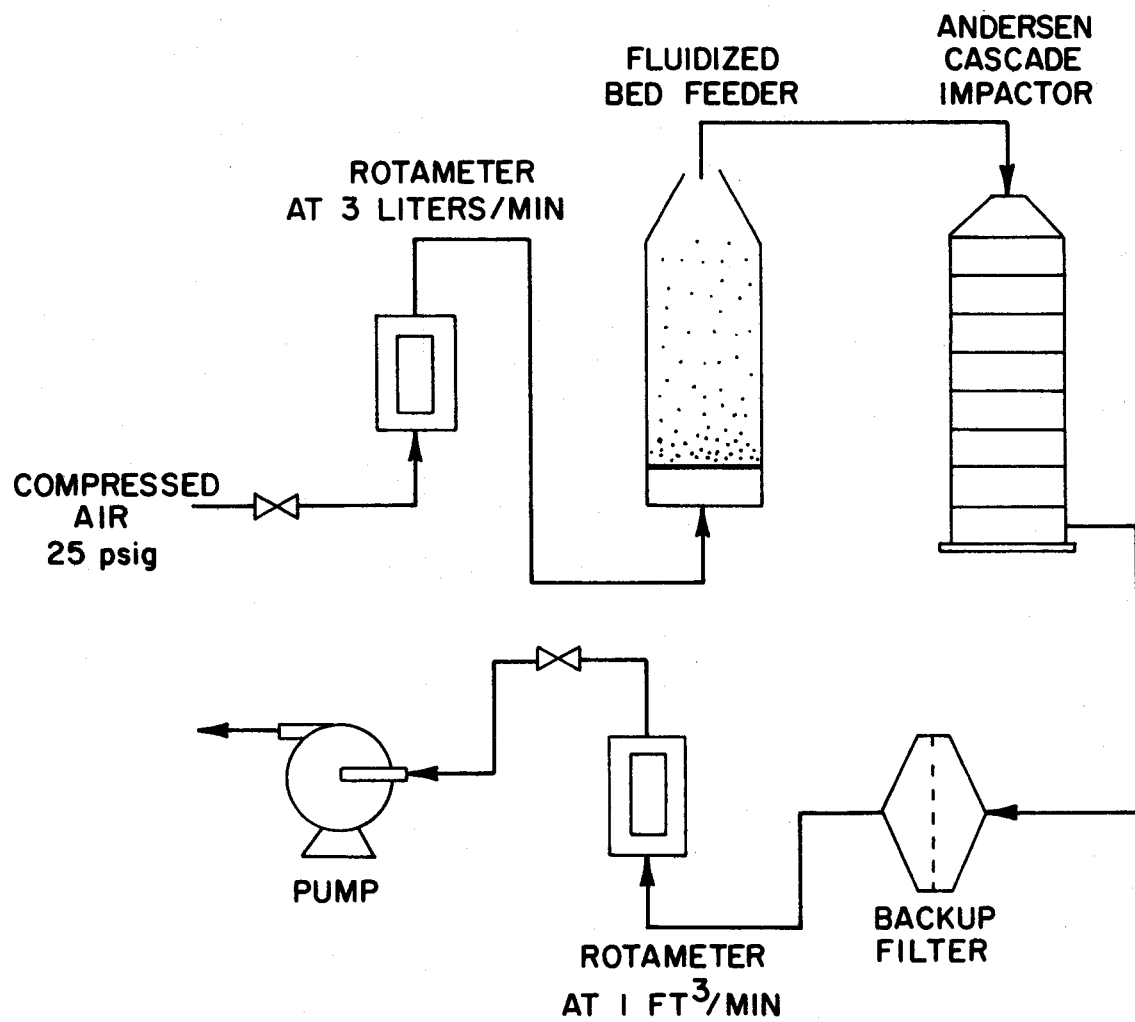 ANDERSEN
CASCADE
IMPACTOR
FLUIDIZED
BED FEEDER
ROTAMETER
AT 3 LITERS/MIN
COMPRESSED
AIR
25 psig
PUMP
BACKUP
FILTER
ROTAMETER
AT 1 FT³/MIN